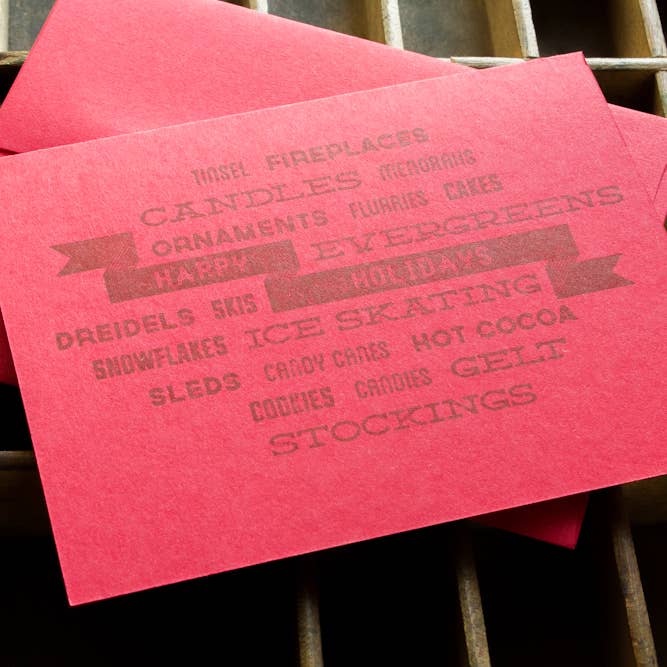 TINSEL FIREPLACES
CANDLES MENORAHS
ORNAMENTS FLURRIES CAKES
HAPPY EVERGREENS
HOLIDAYS
DREIDELS SKIS ICE SKATING
SNOWFLAKES CANDY CANES HOT COCOA
SLEDS COOKIES CANDIES GELT
STOCKINGS